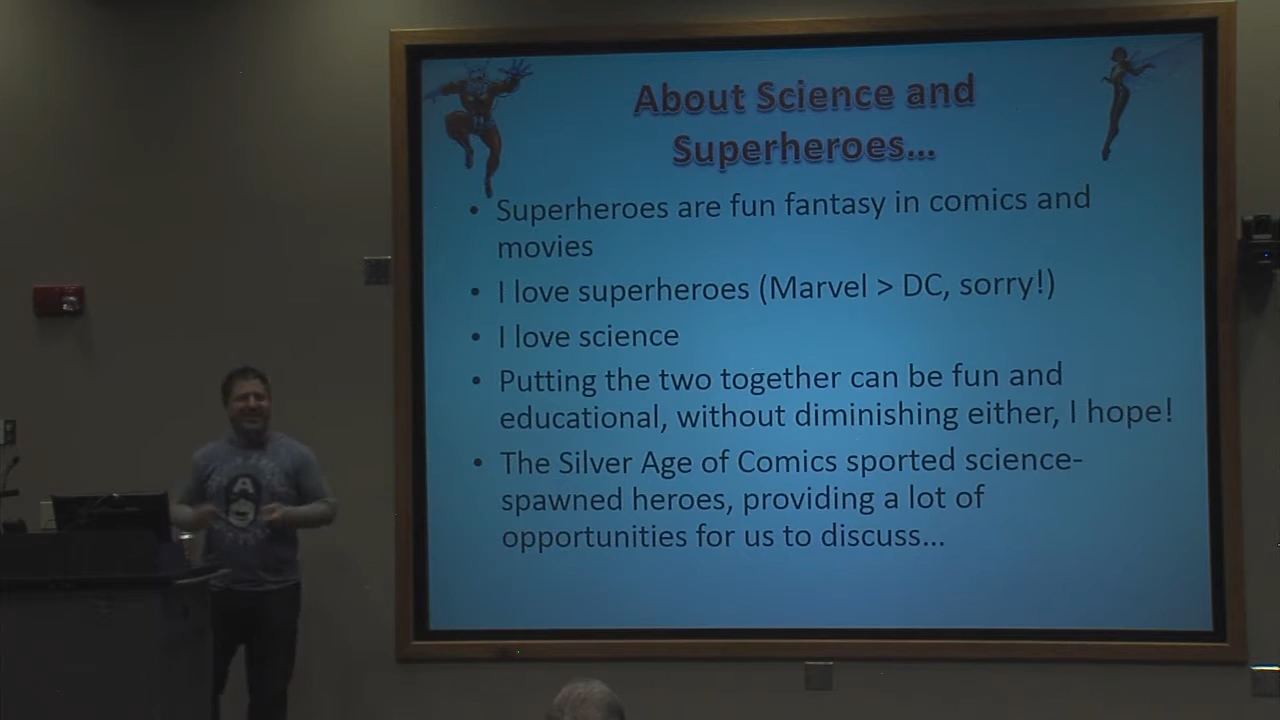 About Science and
Superheroes...
• Superheroes are fun fantasy in comics and
movies
• I love superheroes (Marvel > DC, sorry!)
• I love science
• Putting the two together can be fun and
educational, without diminishing either, I hope!
• The Silver Age of Comics sported science-
spawned heroes, providing a lot of
opportunities for us to discuss...
A